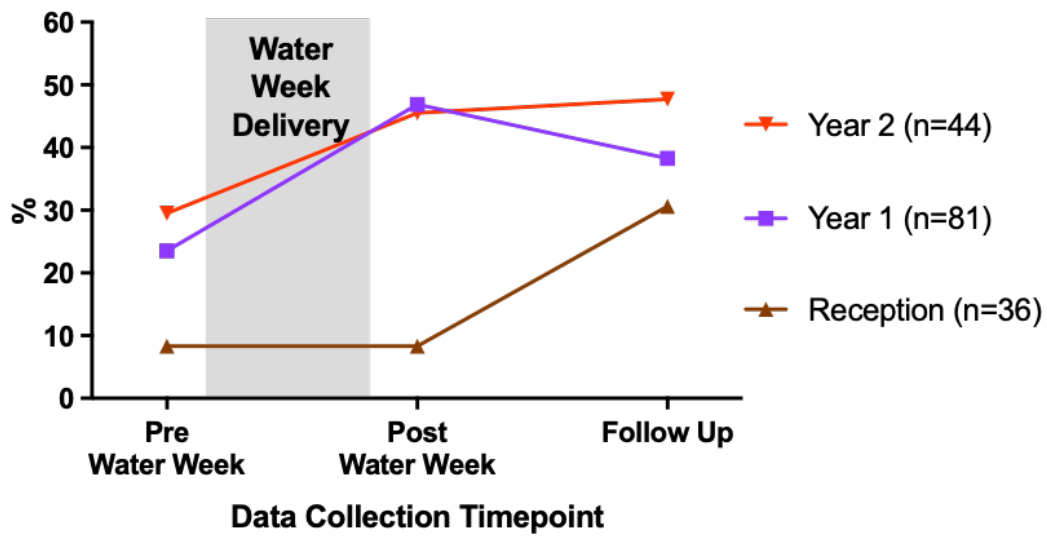 60
50
40
30
20
10
0
%
Water
Week
Delivery
Year 2 (n=44)
Year 1 (n=81)
Reception (n=36)
Pre
Water Week
Post
Water Week
Follow Up
Data Collection Timepoint